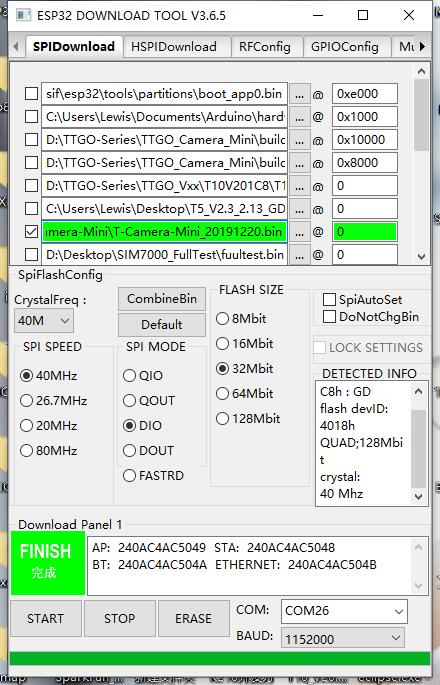 ESP32 DOWNLOAD TOOL V3.6.5
SPIDownload HSPIDownload RFConfig GPIOConfig Mu
sif\esp32\tools\partitions\boot_app0.bin ... @ 0xe000
C:\Users\Lewis\Documents\Arduino\hard ... @ 0x1000
D:\TTGO-Series\TTGO_Camera_Mini\build ... @ 0x10000
D:\TTGO-Series\TTGO_Camera_Mini\build ... @ 0x8000
D:\TTGO-Series\TTGO_Vxx\T10V201C8\T1 ... @ 0
C:\Users\Lewis\Desktop\T5_V2.3_2.13_GD ... @ 0
amera-Mini\T-Camera-Mini_20191220.bin ... @ 0
D:\Desktop\SIM7000_FullTest\fuultest.bin ... @ 0
SpiFlashConfig
CrystalFreq :
40M
CombineBin
Default
SPI SPEED
40MHz
26.7MHz
20MHz
80MHz
SPI MODE
QIO
QOUT
DIO
DOUT
FASTRD
FLASH SIZE
8Mbit
16Mbit
32Mbit
64Mbit
128Mbit
SpiAutoSet
DoNotChgBin
LOCK SETTINGS
DETECTED INFO
C8h : GD
flash devID:
4018h
QUAD;128Mbi
t
crystal:
40 Mhz
Download Panel 1
FINISH
完成
AP: 240AC4AC5049 STA: 240AC4AC5048
BT: 240AC4AC504A ETHERNET: 240AC4AC504B
START STOP ERASE
COM: COM26
BAUD: 1152000